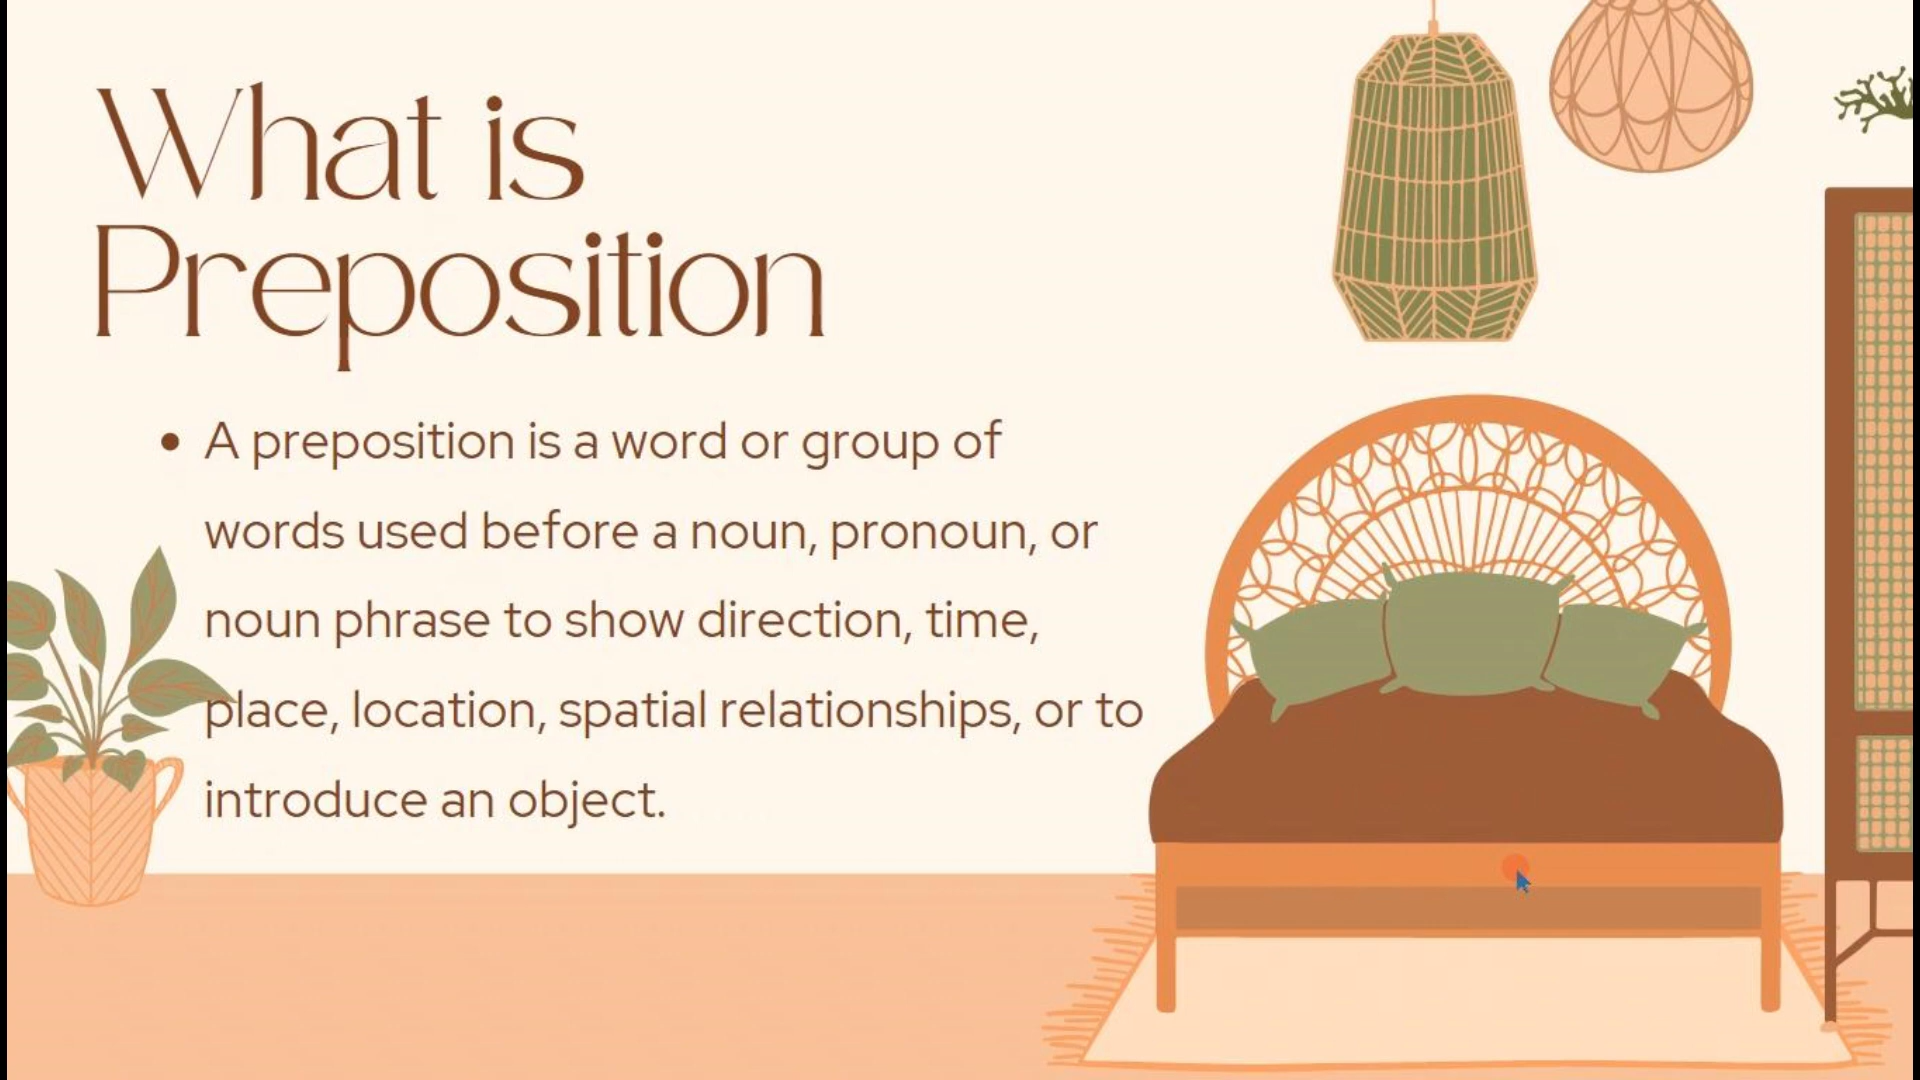 What is
Preposition
• A preposition is a word or group of
words used before a noun, pronoun, or
noun phrase to show direction, time,
place, location, spatial relationships, or to
introduce an object.